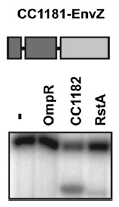 CC1181-EnvZ
-
OmpR
CC1182
RstA